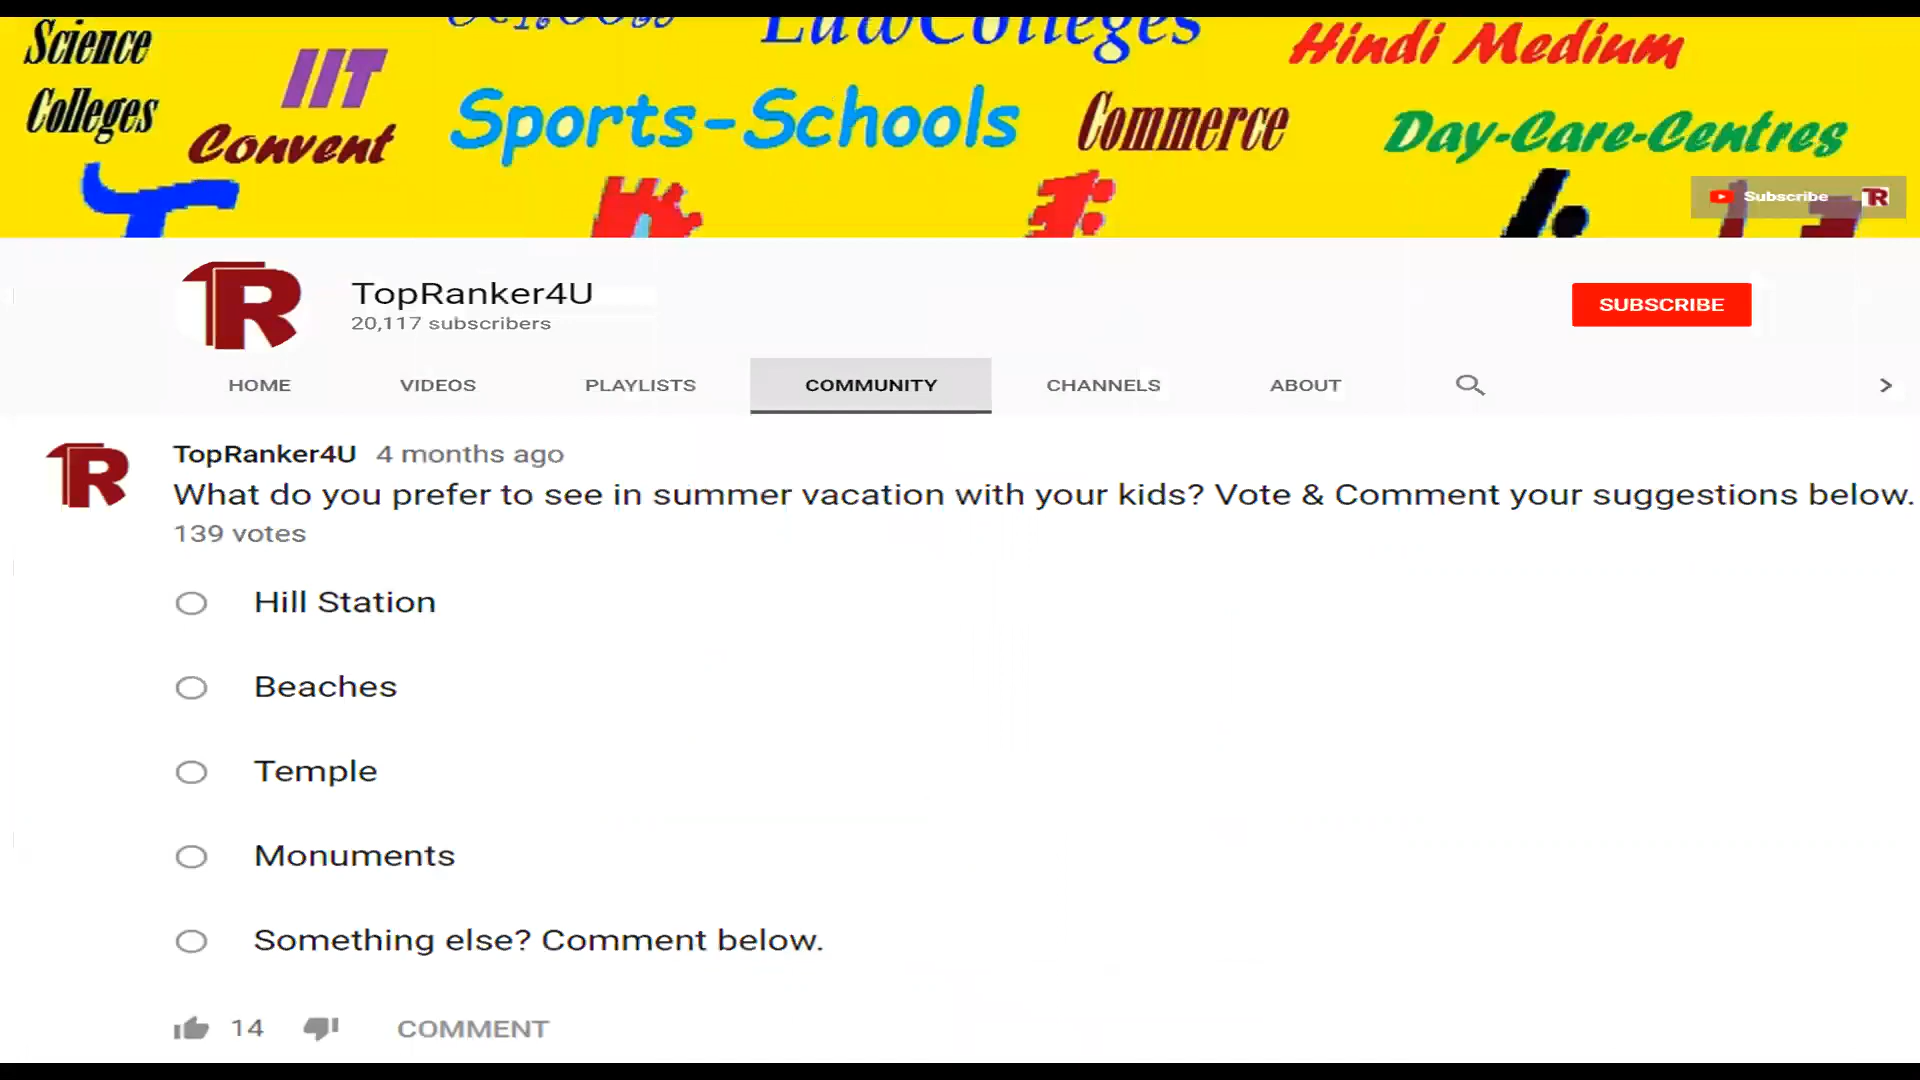 Science
Colleges
IIT
Convent
LawColleges
Sports-Schools
Commerce
Hindi Medium
Day-Care-Centres
Subscribe
TR
TR
TopRanker4U
20,117 subscribers
SUBSCRIBE
HOME VIDEOS PLAYLISTS COMMUNITY CHANNELS ABOUT
TR
TopRanker4U 4 months ago
What do you prefer to see in summer vacation with your kids? Vote & Comment your suggestions below.
139 votes
Hill Station
Beaches
Temple
Monuments
Something else? Comment below.
14 COMMENT